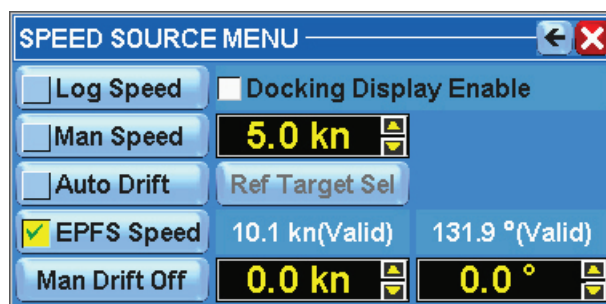 SPEED SOURCE MENU
Log Speed Docking Display Enable
Man Speed 5.0 kn
Auto Drift Ref Target Sel
EPFS Speed 10.1 kn(Valid) 131.9 °(Valid)
Man Drift Off 0.0 kn 0.0 °